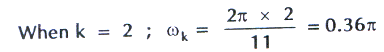 When k = 2 ; ωk = 2π × 2 / 11 = 0.36π